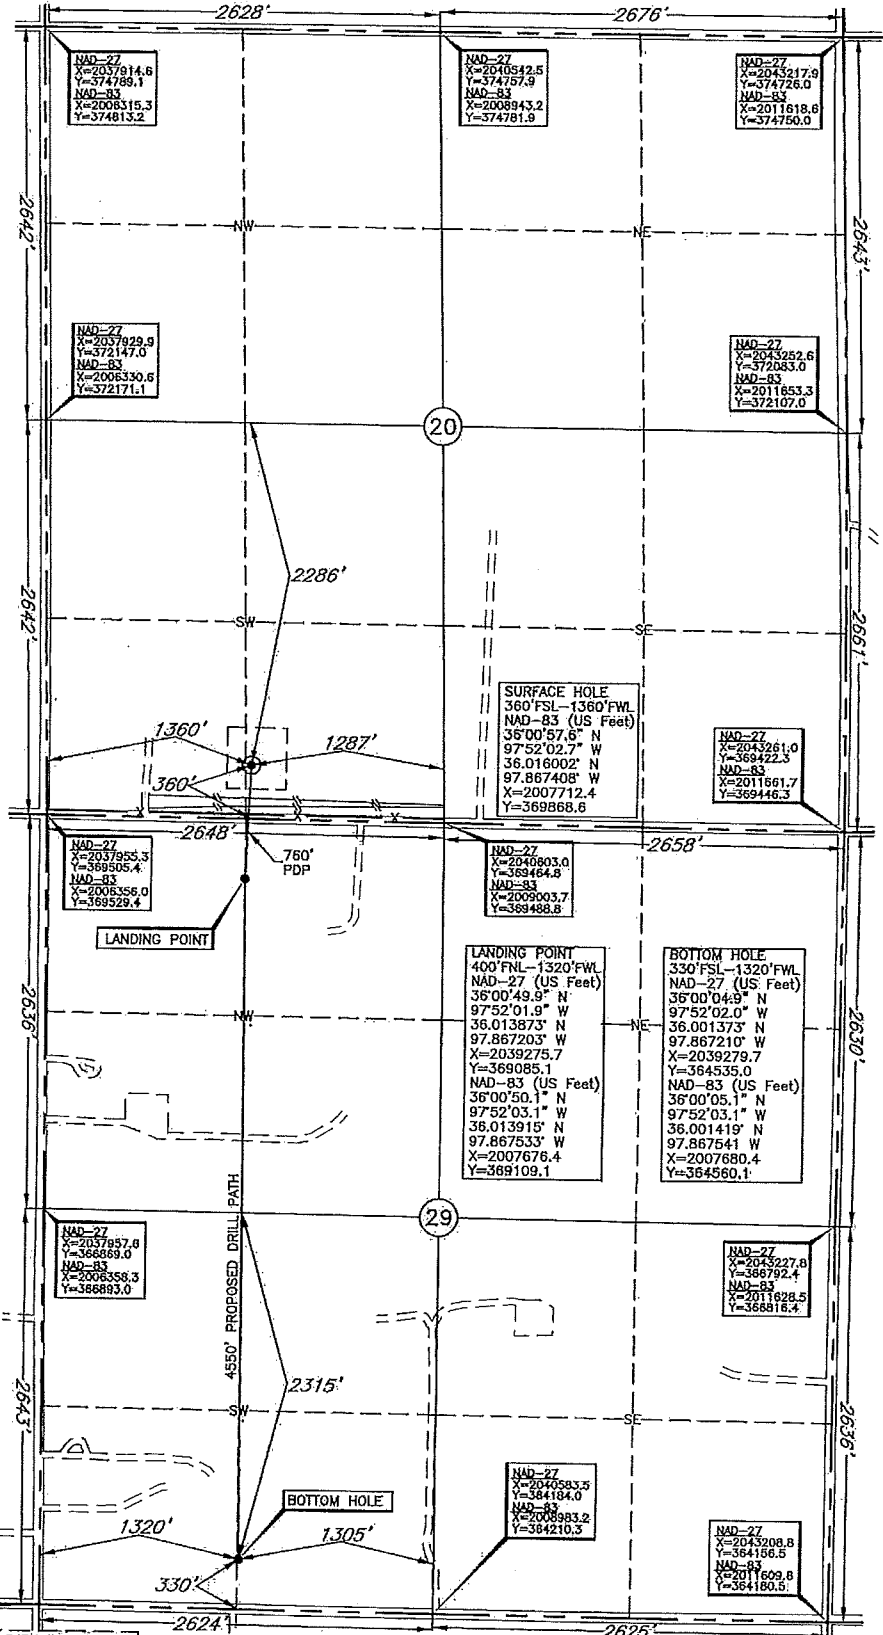 2628'
2676'
NAD-27
X=2037914.6
Y=374789.1
NAD-83
X=2006315.3
Y=374813.2
NAD-27
X=2040542.5
Y=374757.9
NAD-83
X=2008943.2
Y=374781.9
NAD-27
X=2043217.9
Y=374726.0
NAD-83
X=2011618.6
Y=374750.0
2642'
NW
NE
2643'
NAD-27
X=2037929.9
Y=372147.0
NAD-83
X=2006330.6
Y=372171.1
NAD-27
X=2043252.6
Y=372083.0
NAD-83
X=2011653.3
Y=372107.0
20
2286'
2642'
SW
SE
2661'
SURFACE HOLE
360'FSL-1360'FWL
NAD-83 (US Feet)
36°00'57.6" N
97°52'02.7" W
36.016002° N
97.867408° W
X=2007712.4
Y=369868.6
1360'
1287'
360'
NAD-27
X=2043261.0
Y=369422.3
NAD-83
X=2011661.7
Y=369446.3
X
X
X
2648'
2658'
760'
PDP
NAD-27
X=2037955.3
Y=369505.4
NAD-83
X=2006356.0
Y=369529.4
NAD-27
X=2040603.0
Y=369464.8
NAD-83
X=2009003.7
Y=369488.8
LANDING POINT
LANDING POINT
400'FNL-1320'FWL
NAD-27 (US Feet)
36°00'49.9" N
97°52'01.9" W
36.013873° N
97.867203° W
X=2039275.7
Y=369085.1
NAD-83 (US Feet)
36°00'50.1" N
97°52'03.1" W
36.013915° N
97.867533° W
X=2007676.4
Y=369109.1
BOTTOM HOLE
330'FSL-1320'FWL
NAD-27 (US Feet)
36°00'04.9" N
97°52'02.0" W
36.001373° N
97.867210° W
X=2039279.7
Y=364535.0
NAD-83 (US Feet)
36°00'05.1" N
97°52'03.1" W
36.001419° N
97.867541 W
X=2007680.4
Y=364560.1
2636'
NW
NE
2630'
4550' PROPOSED DRILL PATH
29
NAD-27
X=2037957.6
Y=366869.0
NAD-83
X=2006358.3
Y=366893.0
NAD-27
X=2043227.8
Y=366792.4
NAD-83
X=2011628.5
Y=366816.4
2315'
2643'
SW
SE
2636'
BOTTOM HOLE
1320'
1305'
330'
NAD-27
X=2040583.5
Y=364184.0
NAD-83
X=2008983.2
Y=364210.3
NAD-27
X=2043208.8
Y=364156.5
NAD-83
X=2011609.8
Y=364180.5
2624'
2625'